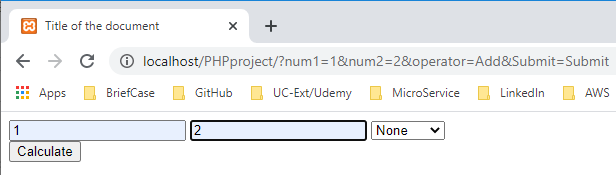 Title of the document
localhost/PHPproject/?num1=1&num2=2&operator=Add&Submit=Submit
Apps BriefCase GitHub UC-Ext/Udemy MicroService LinkedIn AWS
1 2 None
Calculate